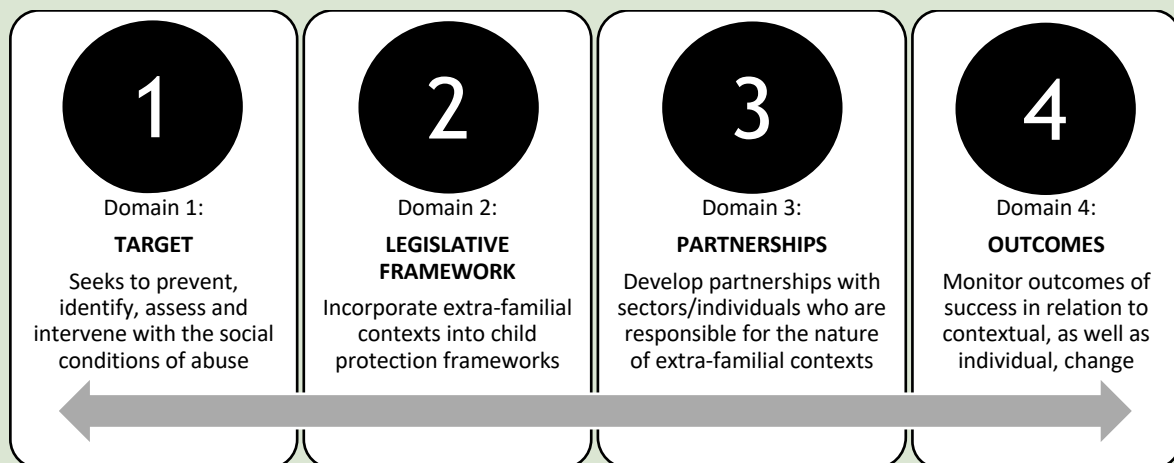 1
Domain 1:
TARGET
Seeks to prevent,
identify, assess and
intervene with the social
conditions of abuse
2
Domain 2:
LEGISLATIVE
FRAMEWORK
Incorporate extra-familial
contexts into child
protection frameworks
3
Domain 3:
PARTNERSHIPS
Develop partnerships with
sectors/individuals who are
responsible for the nature
of extra-familial contexts
4
Domain 4:
OUTCOMES
Monitor outcomes of
success in relation to
contextual, as well as
individual, change